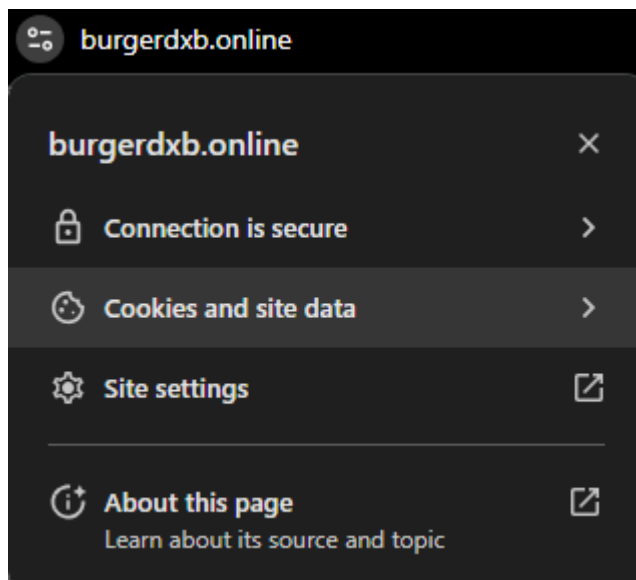 burgerdxb.online
burgerdxb.online
Connection is secure
Cookies and site data
Site settings
About this page
Learn about its source and topic